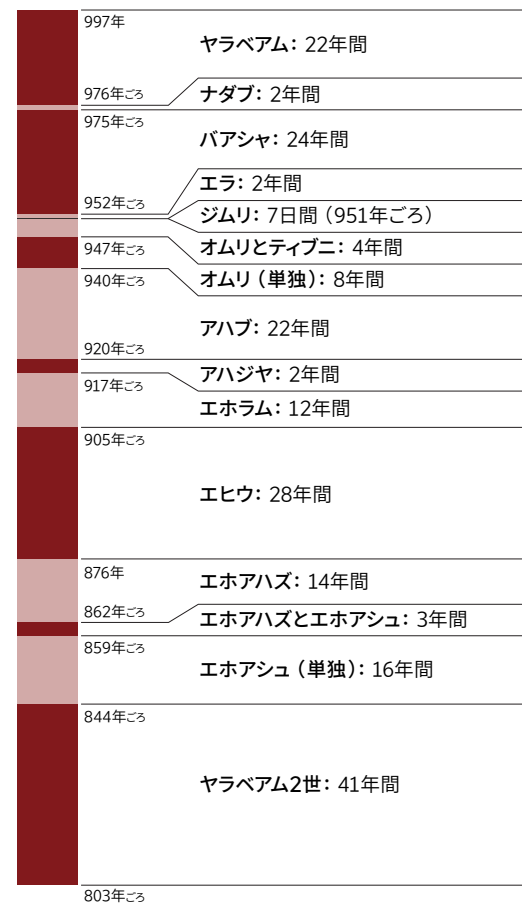 997年
ヤラベアム： 22年間
976年ごろ
ナダブ： 2年間
975年ごろ
バアシャ： 24年間
エラ： 2年間
952年ごろ
ジムリ： 7日間（951年ごろ）
947年ごろ
オムリとティブニ： 4年間
940年ごろ
オムリ（単独）： 8年間
アハブ： 22年間
920年ごろ
アハジヤ： 2年間
917年ごろ
エホラム： 12年間
905年ごろ
エヒウ： 28年間
876年
エホアハズ： 14年間
862年ごろ
エホアハズとエホアシュ： 3年間
859年ごろ
エホアシュ（単独）： 16年間
844年ごろ
ヤラベアム2世： 41年間
803年ごろ